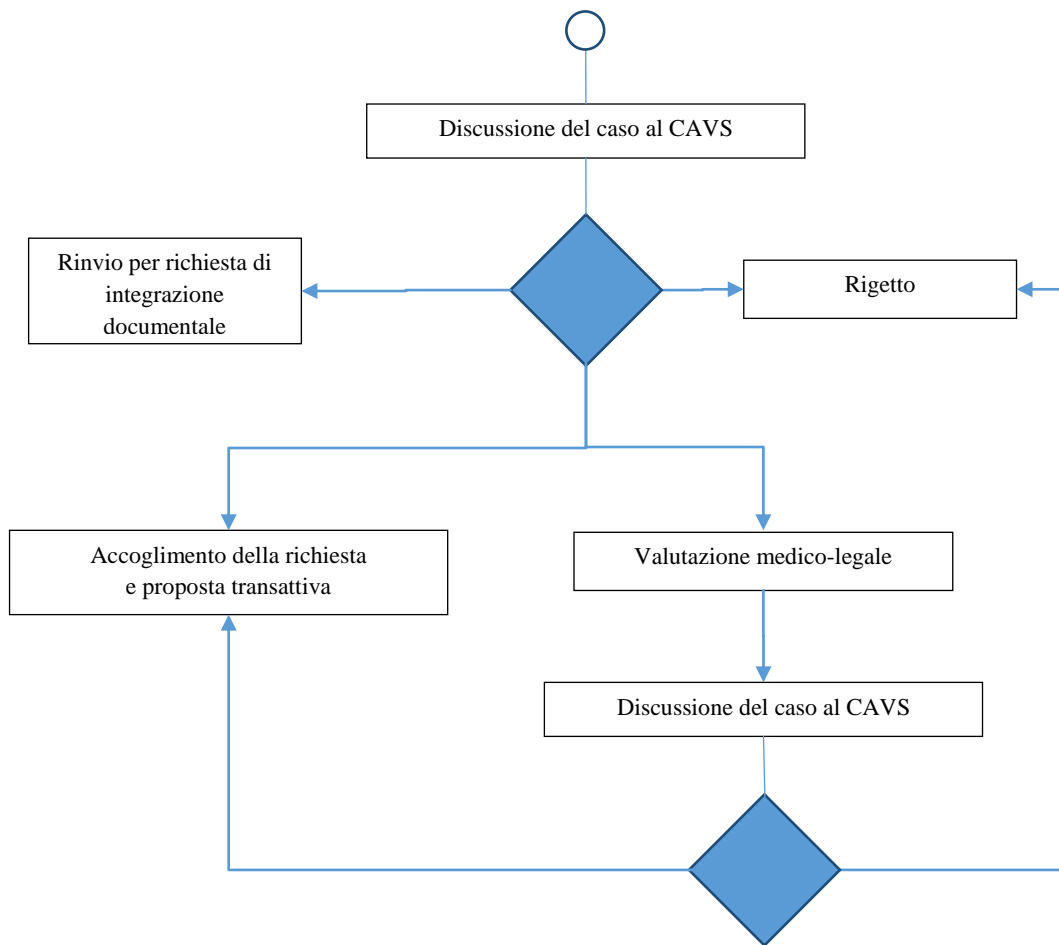 Discussione del caso al CAVS
Rinvio per richiesta di
integrazione
documentale
Rigetto
Accoglimento della richiesta
e proposta transattiva
Valutazione medico-legale
Discussione del caso al CAVS